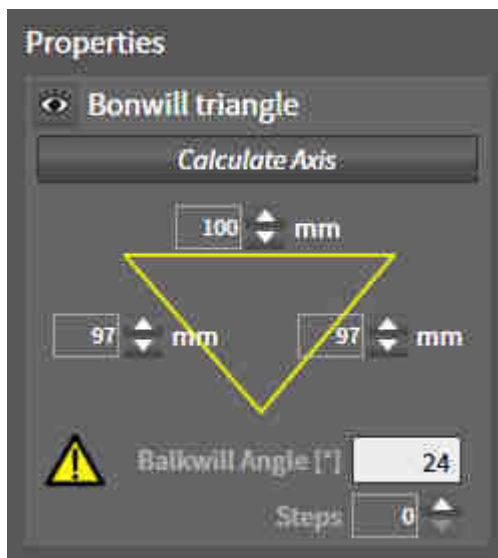 Properties
Bonwill triangle
Calculate Axis
100 mm
97 mm 97 mm
Balkwill Angle [°] 24
Steps 0